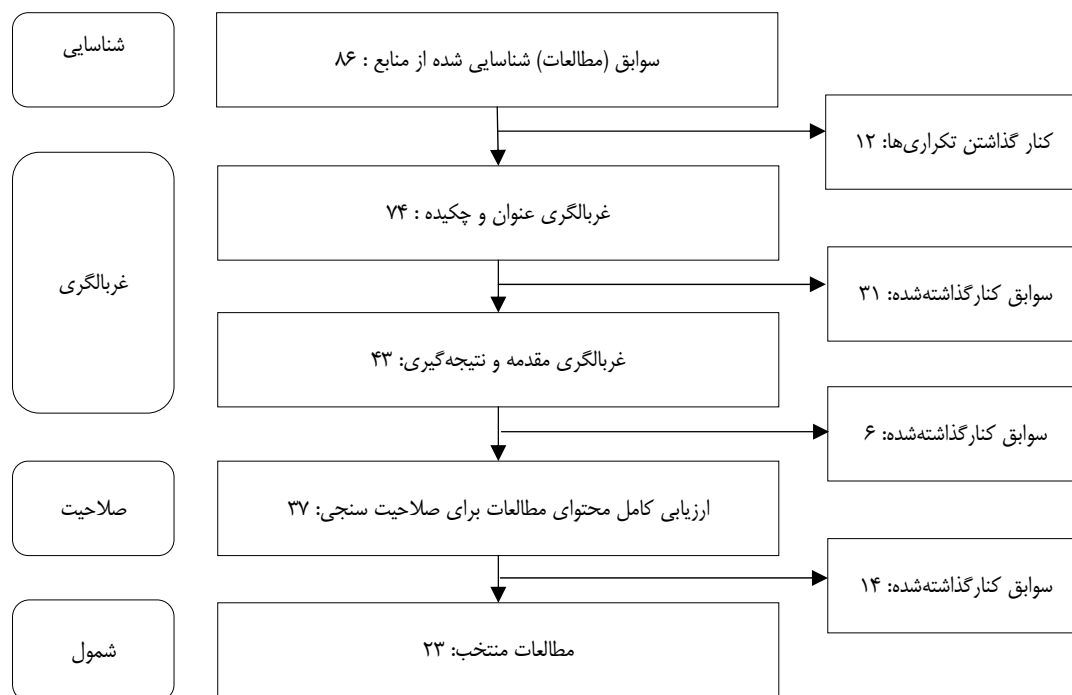 شناسایی
سوابق (مطالعات) شناسایی شده از منابع : ۸۶
کنار گذاشتن تکراری‌ها: ۱۲
غربالگری
غربالگری عنوان و چکیده : ۷۴
سوابق کنارگذاشته‌شده: ۳۱
غربالگری مقدمه و نتیجه‌گیری: ۴۳
سوابق کنارگذاشته‌شده: ۶
صلاحیت
ارزیابی کامل محتوای مطالعات برای صلاحیت سنجی: ۳۷
سوابق کنارگذاشته‌شده: ۱۴
شمول
مطالعات منتخب: ۲۳